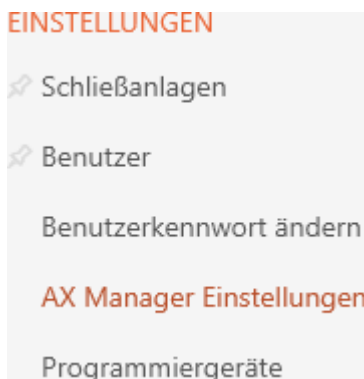 EINSTELLUNGEN
Schließanlagen
Benutzer
Benutzerkennwort ändern
AX Manager Einstellungen
Programmiergeräte